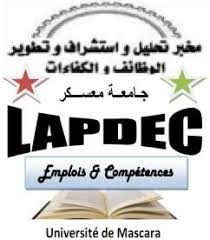 مخبر تحليل و استشراف و تطوير
الوظائف و الكفاءات
جامعة معسكر
LAPDEC
Emplois & Compétences
Université de Mascara